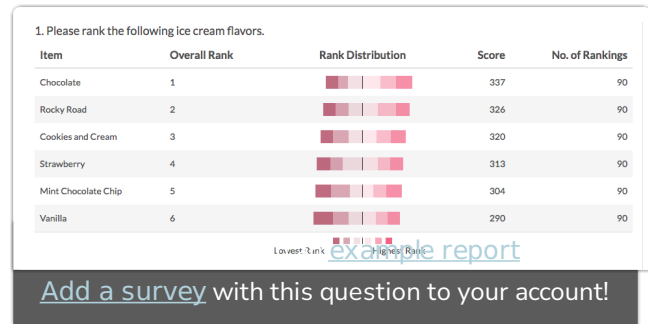 1. Please rank the following ice cream flavors.
Item Overall Rank Rank Distribution Score No. of Rankings
Chocolate 1 337 90
Rocky Road 2 326 90
Cookies and Cream 3 320 90
Strawberry 4 313 90
Mint Chocolate Chip 5 304 90
Vanilla 6 290 90
Lowest Rank Highest Rank
example report
Add a survey with this question to your account!